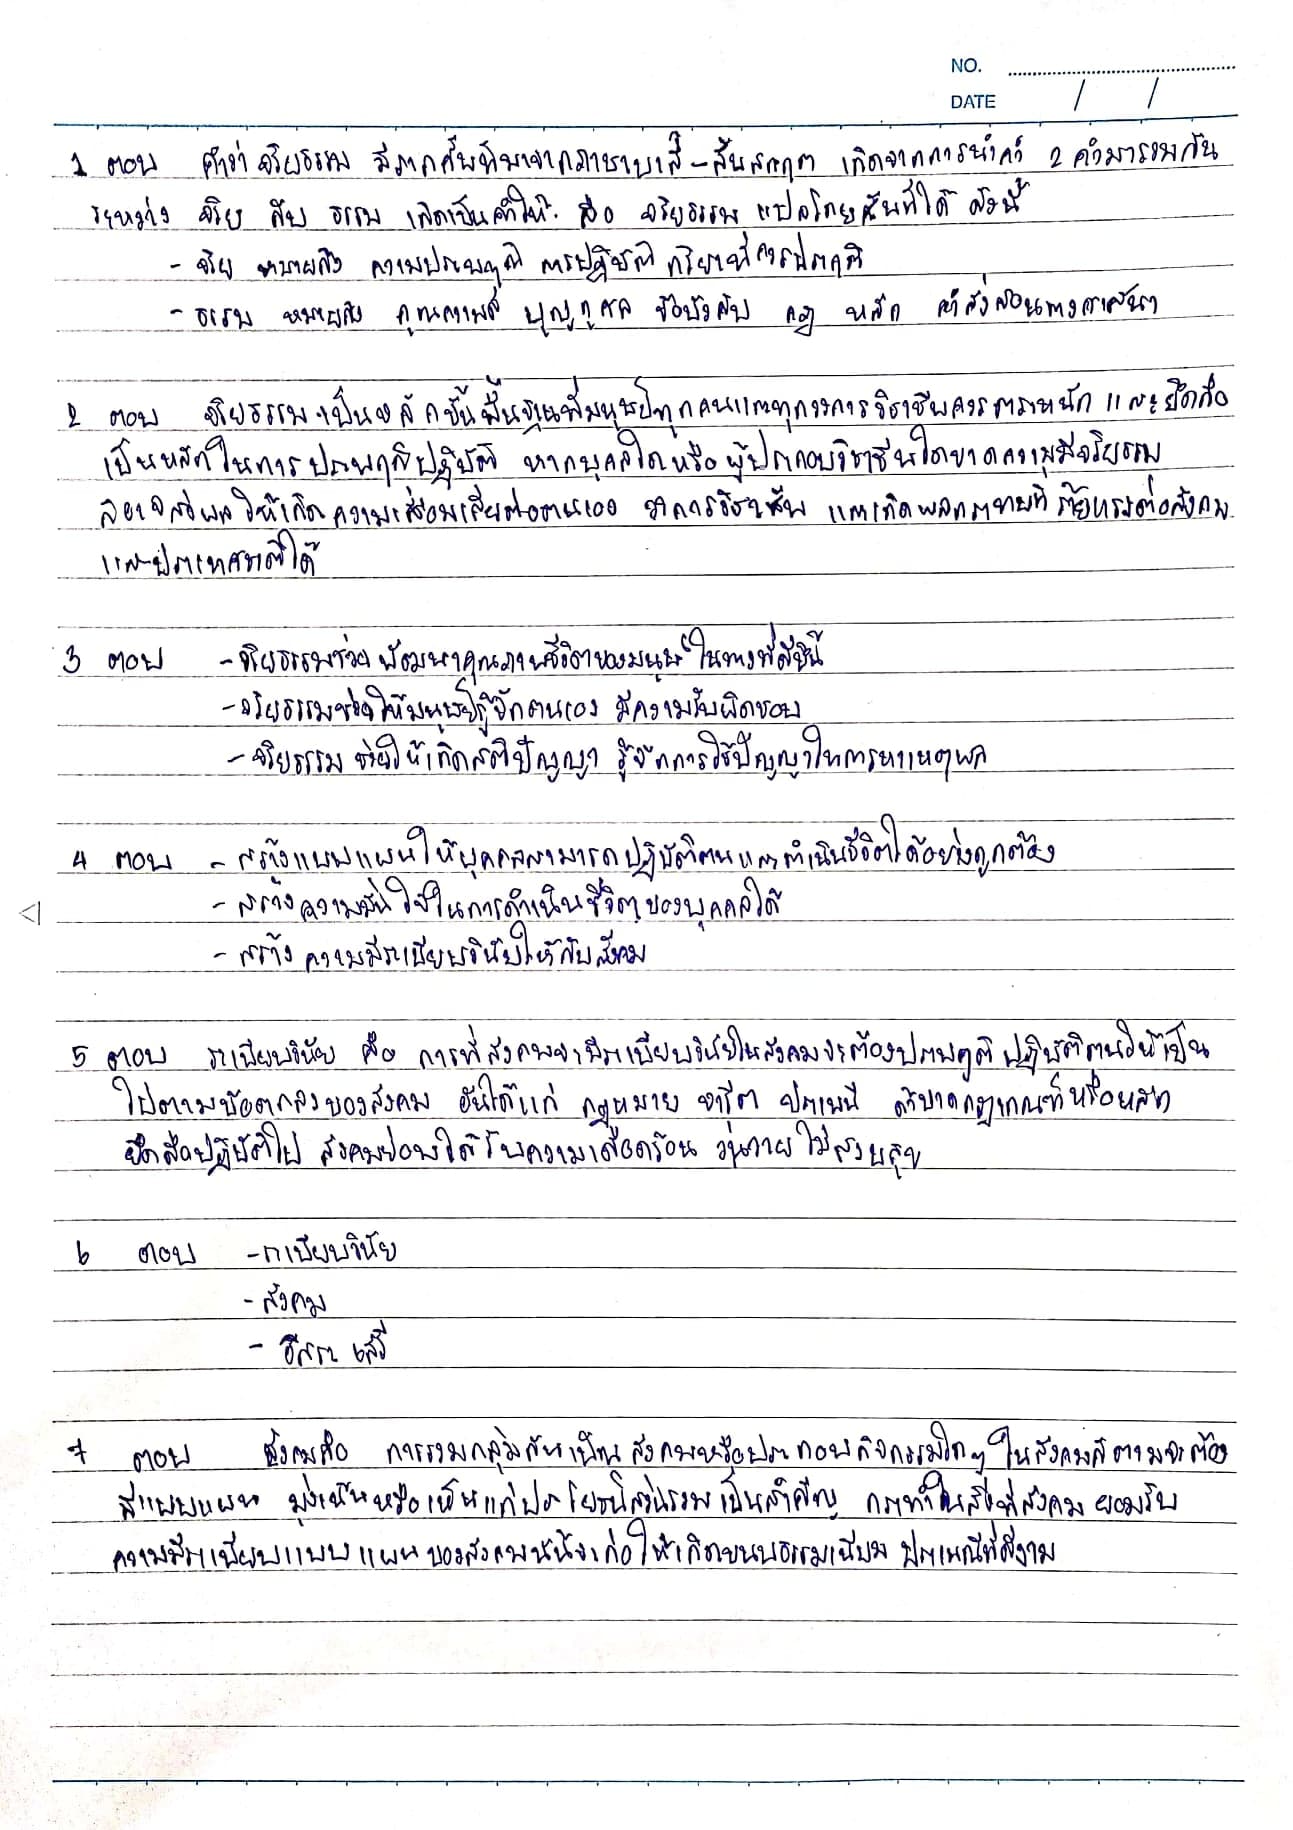 NO.
DATE / /
1 ตอบ คำว่า จริยธรรม มีรากศัพท์มาจากภาษาบาลี - สันสกฤต เกิดจากการนำคำ 2 คำมารวมกัน
ระหว่าง จริย กับ ธรรม เกิดเป็นคำใหม่ คือ จริยธรรม แปลโดยศัพท์ได้ ดังนี้
- จริย หมายถึง ความประพฤติ การปฏิบัติ กริยาที่ควรประพฤติ
- ธรรม หมายถึง คุณความดี บุญกุศล ข้อบังคับ กฎ หลัก คำสั่งสอนทางศาสนา
2 ตอบ จริยธรรมเป็นหลักขั้นพื้นฐานที่มนุษย์ทุกคนและทุกวงการวิชาชีพควรตระหนัก และยึดถือ
เป็นหลักในการประพฤติปฏิบัติ หากบุคคลใดหรือผู้ประกอบวิชาชีพใดขาดความมีจริยธรรม
อาจส่งผลให้เกิดความเสื่อมเสียต่อตนเอง วงการวิชาชีพ และเกิดผลกระทบที่ร้ายแรงต่อสังคม
และประเทศชาติได้
3 ตอบ - จริยธรรมช่วยพัฒนาคุณภาพชีวิตของมนุษย์ในทางที่ดีขึ้น
- จริยธรรมช่วยให้มนุษย์รู้จักตนเอง มีความรับผิดชอบ
- จริยธรรม ช่วยให้เกิดสติปัญญา รู้จักการใช้ปัญญาในการหาเหตุผล
4 ตอบ - สร้างแบบแผนให้บุคคลสามารถปฏิบัติตนและดำเนินชีวิตได้อย่างถูกต้อง
- สร้างความมั่นใจในการดำเนินชีวิตของบุคคลได้
- สร้าง ความมีระเบียบวินัยให้กับสังคม
5 ตอบ ระเบียบวินัย คือ การที่สังคมจะมีระเบียบวินัยในสังคมจะต้องประพฤติ ปฏิบัติตนให้เป็น
ไปตามข้อตกลงของสังคม อันได้แก่ กฎหมาย จารีต ประเพณี ถ้าขาดกฎเกณฑ์หรือหลัก
ยึดถือปฏิบัติไป สังคมย่อมได้รับความเดือดร้อน วุ่นวาย ไม่สงบสุข
6 ตอบ - ระเบียบวินัย
- สังคม
- อิสระ เสรี
7 ตอบ สังคมคือ การรวมกลุ่มกันเป็น สังคมหรือประกอบกิจกรรมใดๆ ในสังคมก็ตามจะต้อง
มีแบบแผน มุ่งเน้นหรือเห็นแก่ประโยชน์ส่วนรวมเป็นสำคัญ กระทำในสิ่งที่สังคม ยอมรับ
ความมีระเบียบแบบแผนของสังคมนั้นจะก่อให้เกิดขนบธรรมเนียม ประเพณีที่ดีงาม